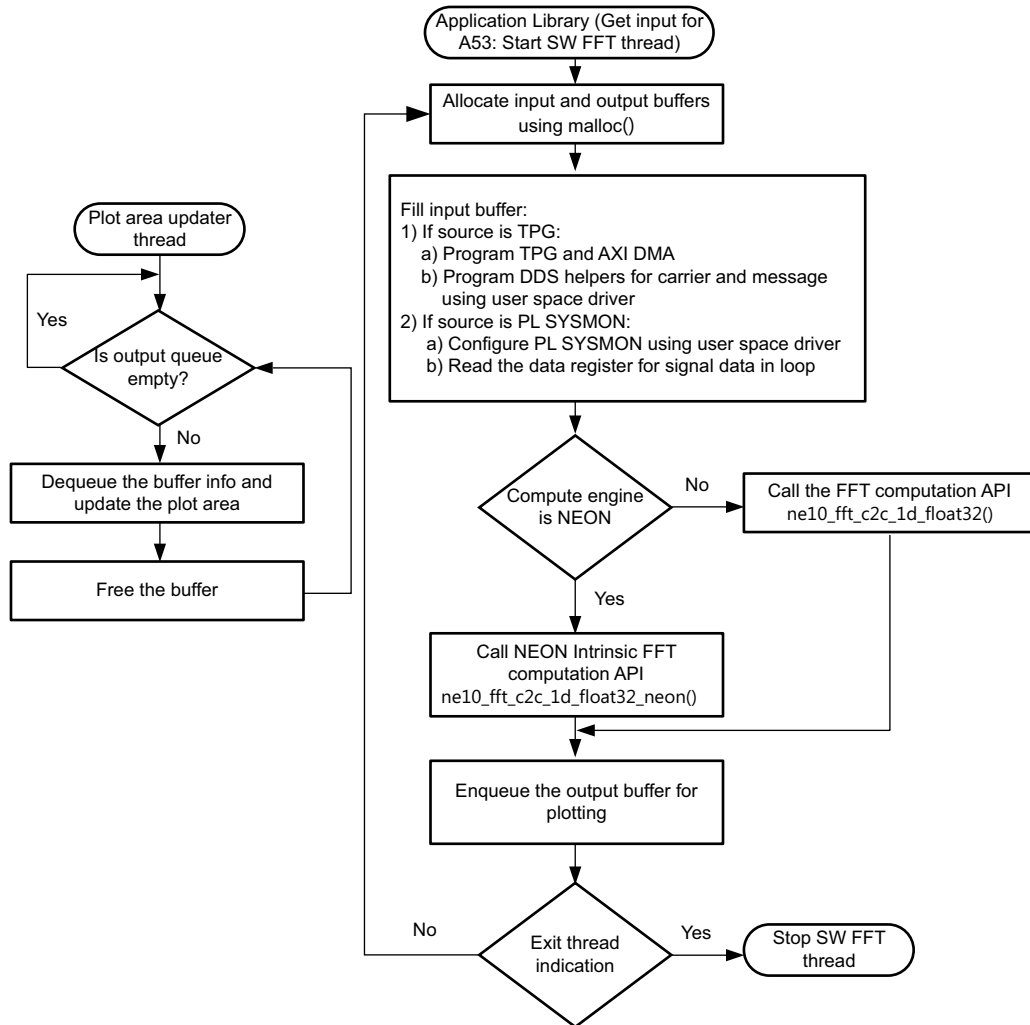 Application Library (Get input for
A53: Start SW FFT thread)
Allocate input and output buffers
using malloc()
Fill input buffer:
1) If source is TPG:
a) Program TPG and AXI DMA
b) Program DDS helpers for carrier and message
using user space driver
2) If source is PL SYSMON:
a) Configure PL SYSMON using user space driver
b) Read the data register for signal data in loop
Plot area updater
thread
Yes
Is output queue
empty?
No
Dequeue the buffer info and
update the plot area
Free the buffer
Compute engine
is NEON
No
Call the FFT computation API
ne10_fft_c2c_1d_float32()
Yes
Call NEON Intrinsic FFT
computation API
ne10_fft_c2c_1d_float32_neon()
Enqueue the output buffer for
plotting
No
Exit thread
indication
Yes
Stop SW FFT
thread